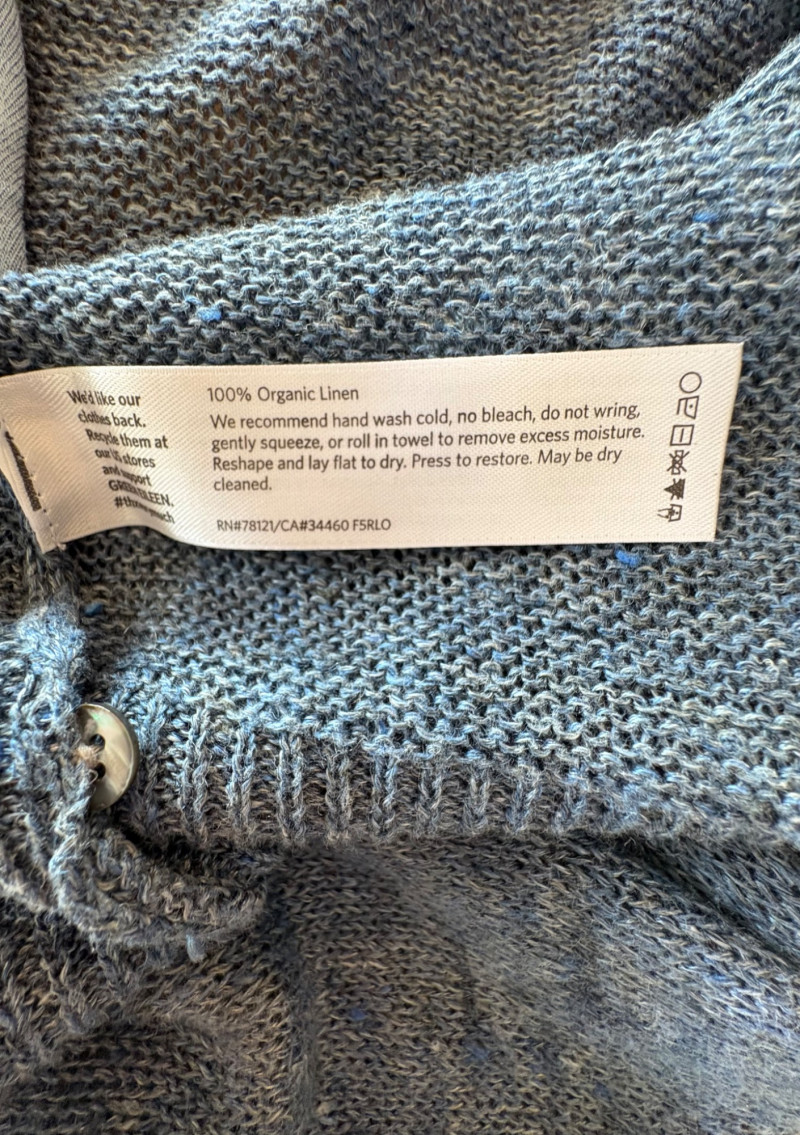 We'd like our
clothes back.
Recycle them at
our US stores
and support
GREEN EILEEN.
100% Organic Linen
We recommend hand wash cold, no bleach, do not wring,
gently squeeze, or roll in towel to remove excess moisture.
Reshape and lay flat to dry. Press to restore. May be dry
cleaned.
RN#78121/CA#34460 F5RLO